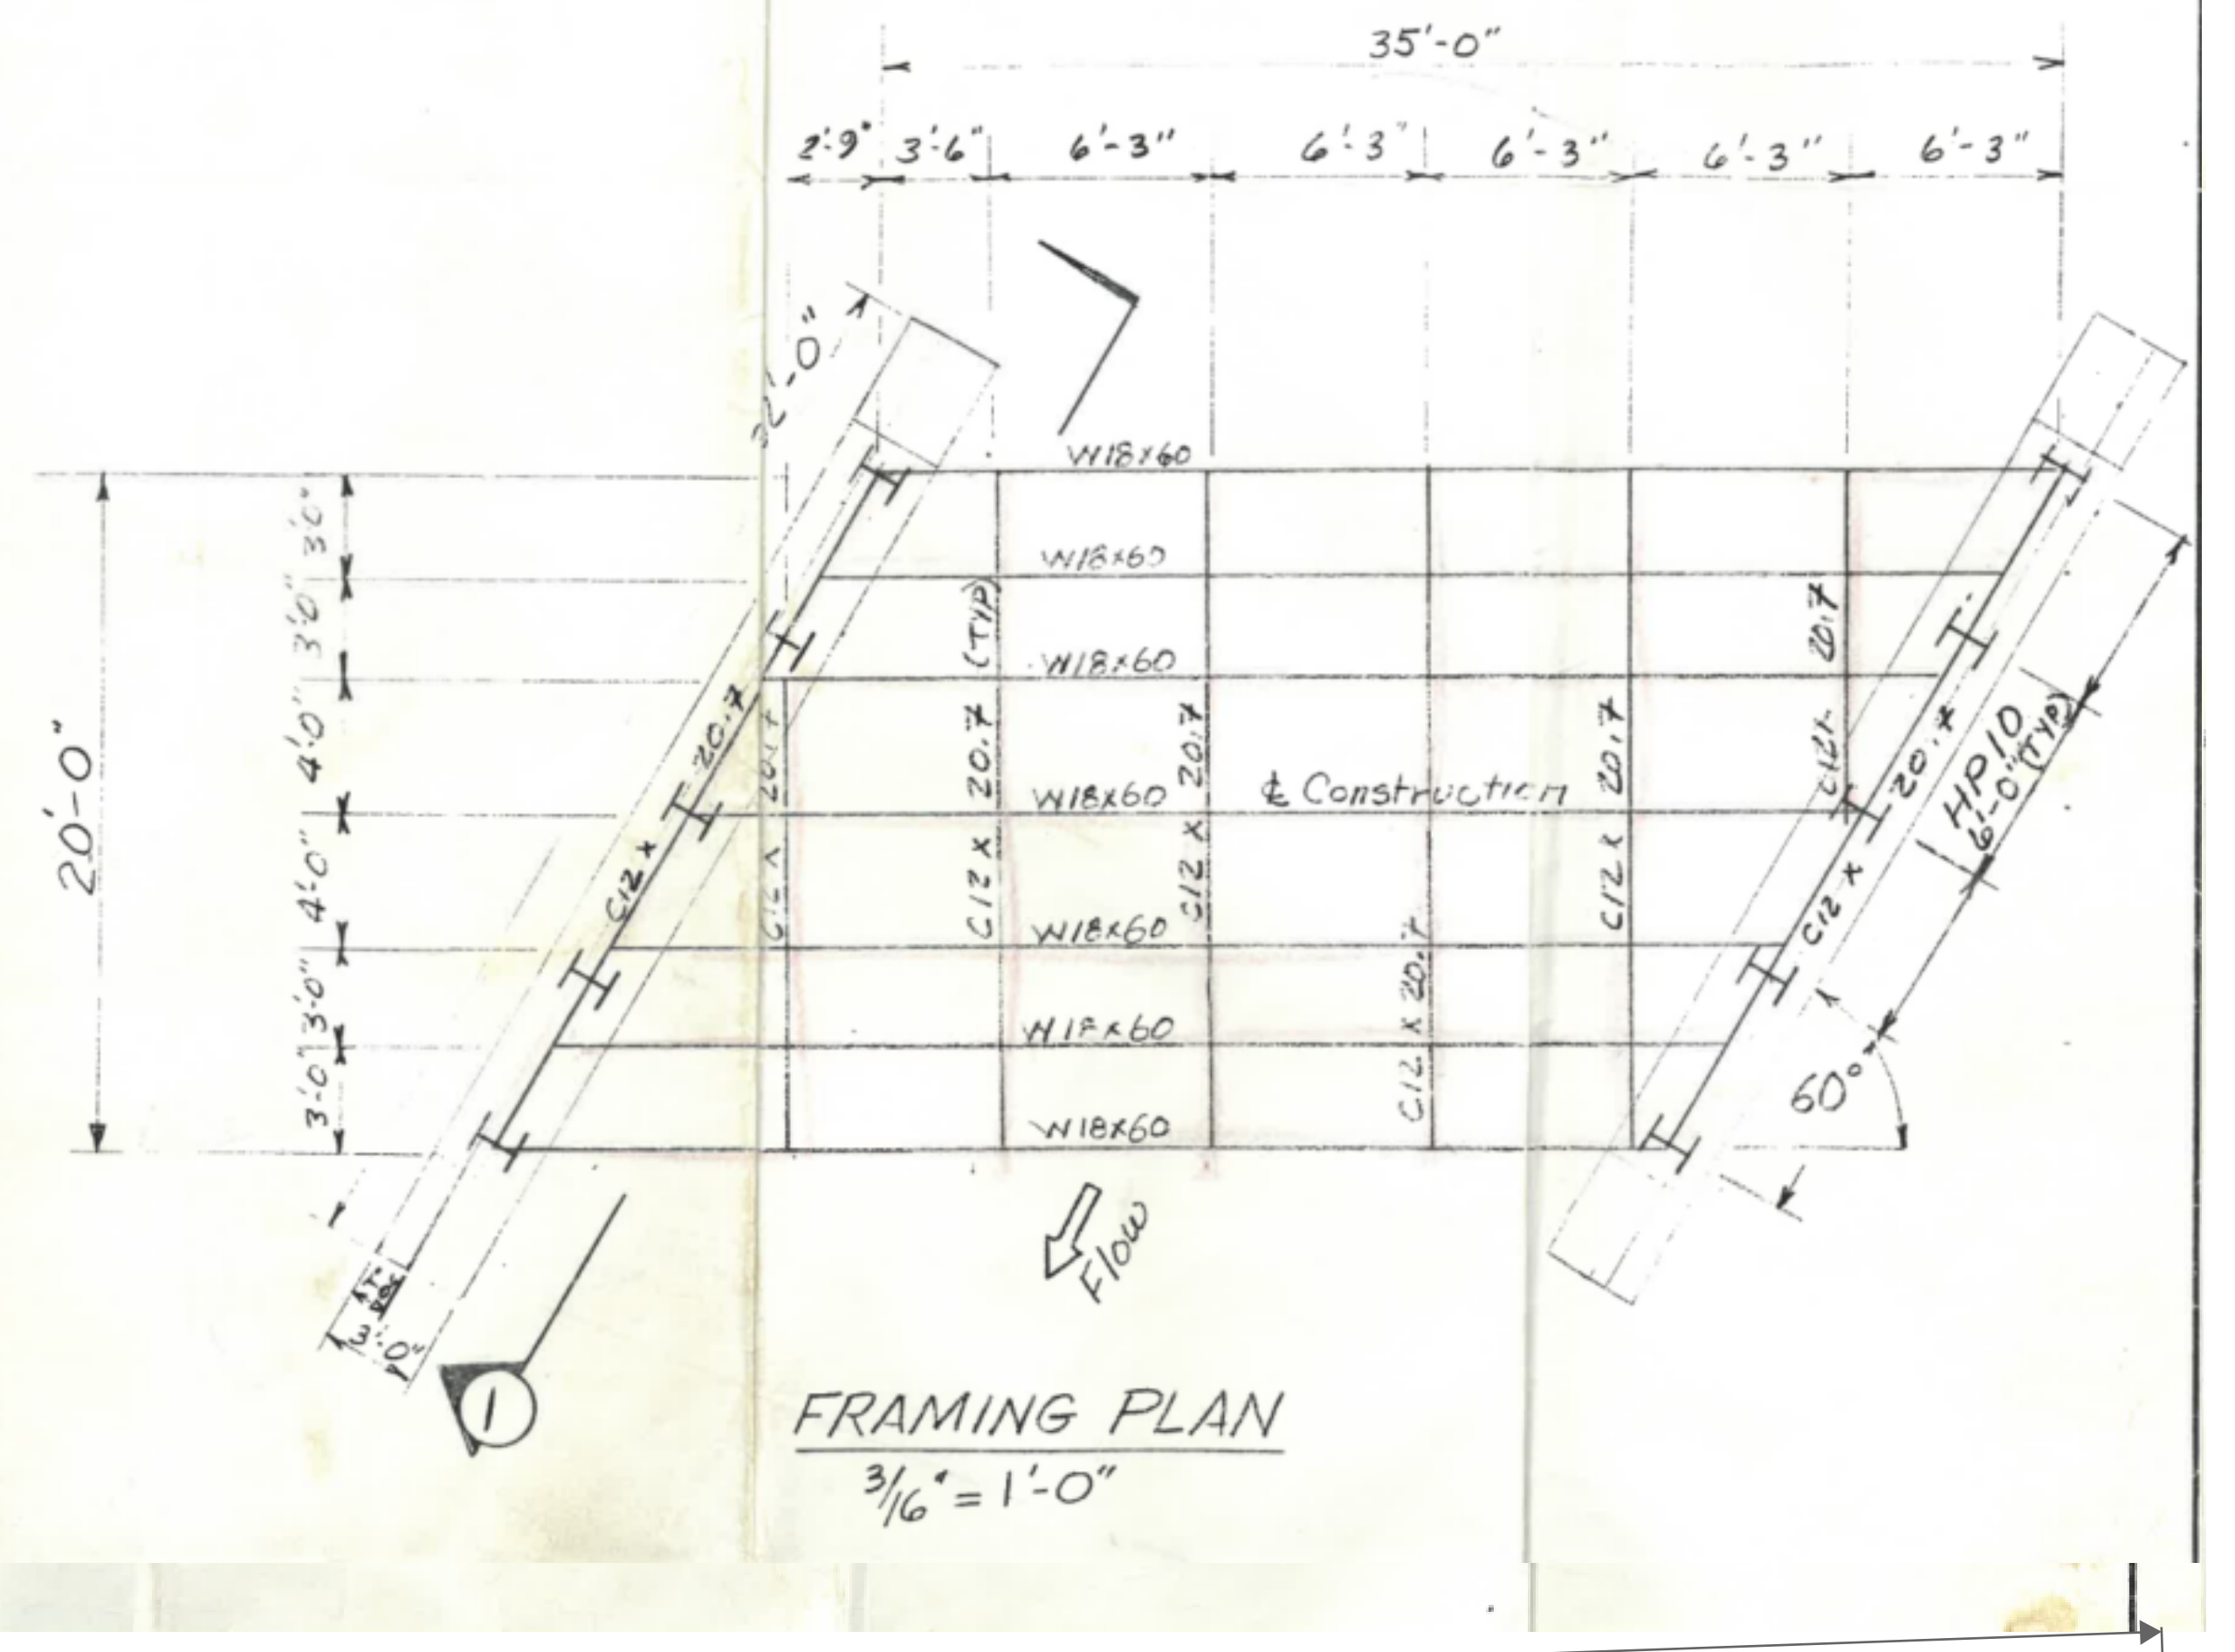 35'-0"
2'-9" 3'-6" 6'-3" 6'-3" 6'-3" 6'-3" 6'-3"
W18x60
W18x60
W18x60
W18x60
W18x60
W18x60
W18x60
℄ Construction
20'-0"
3'-0"
3'-0"
4'-0"
4'-0"
3'-0"
3'-0"
C12 x 20.7
C12 x 20.7
C12 x 20.7 (TYP)
C12 x 20.7
C12 x 20.7
C12 x 20.7
C12 x 20.7
HP10
6'-0" (TYP)
60°
3'-0"
Flow
1
FRAMING PLAN
3/16" = 1'-0"